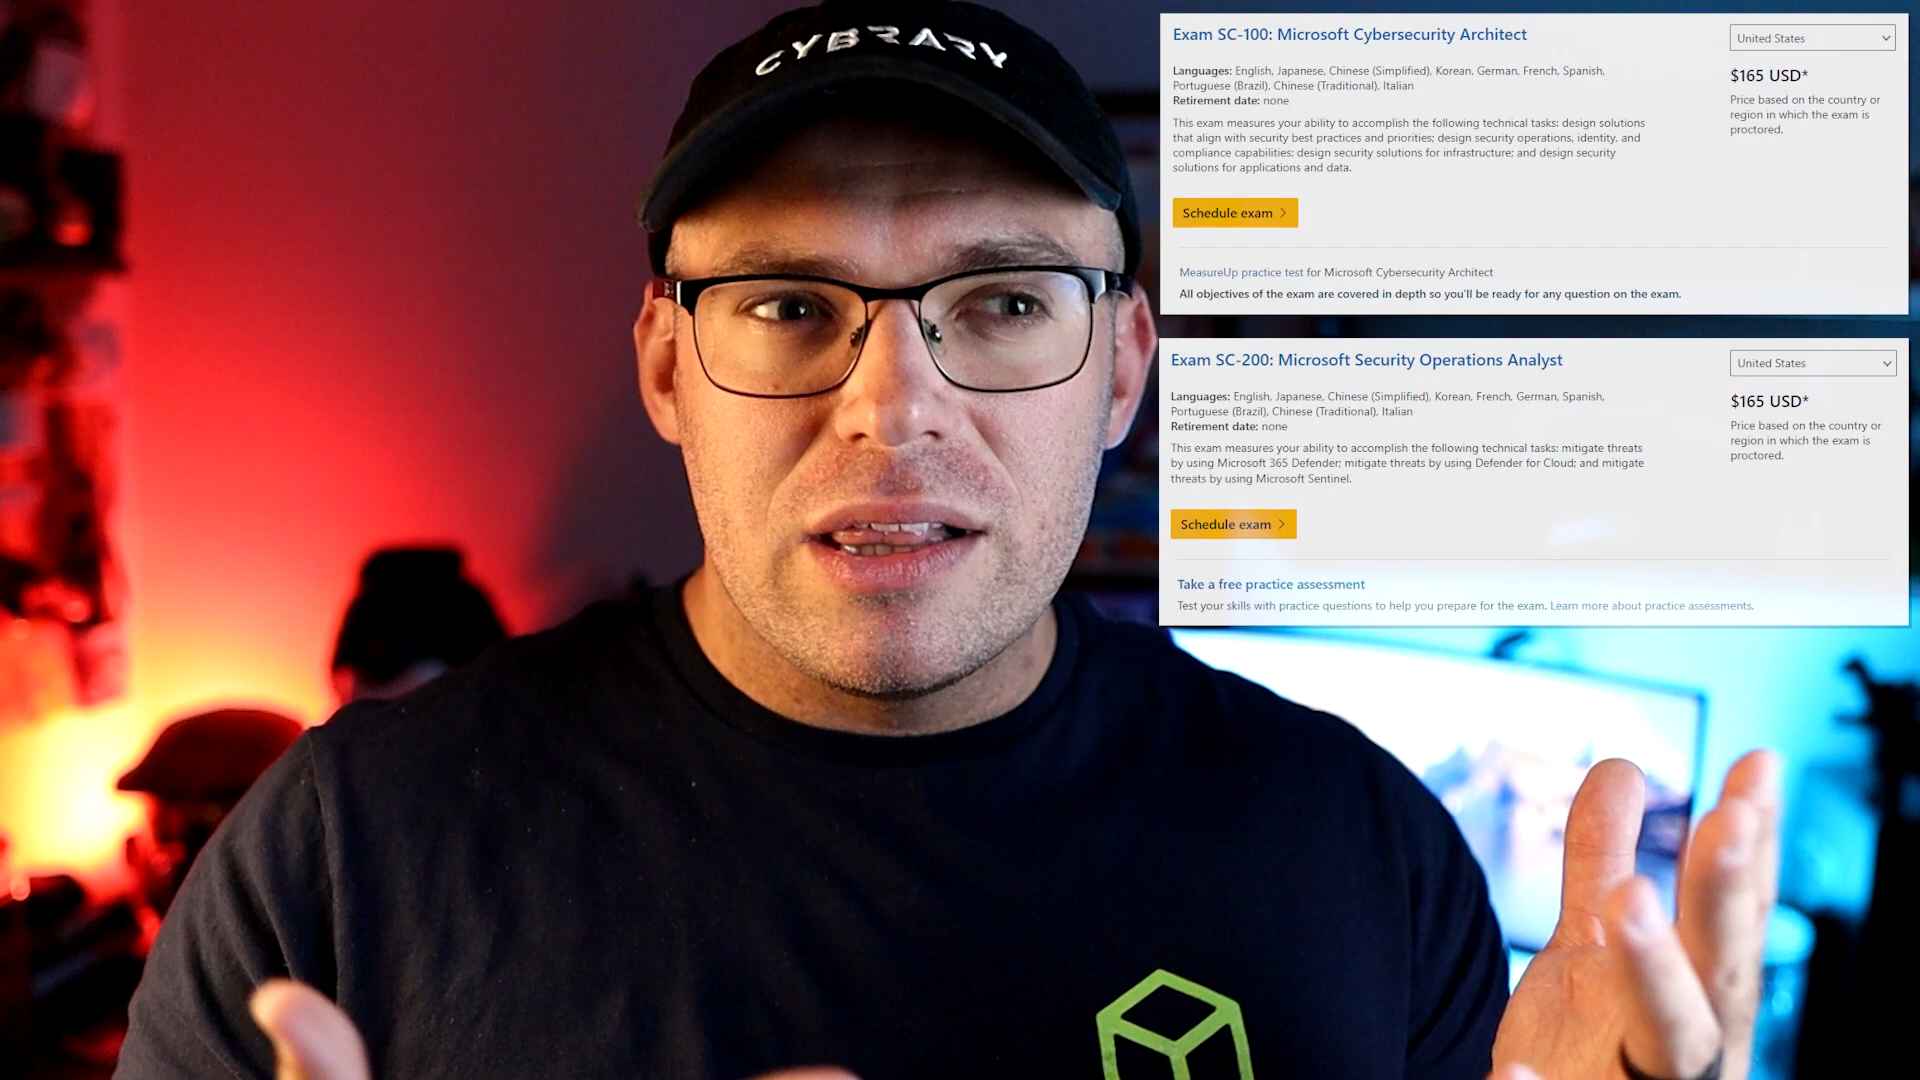 CYBRARY
Exam SC-100: Microsoft Cybersecurity Architect
United States
Languages: English, Japanese, Chinese (Simplified), Korean, German, French, Spanish,
Portuguese (Brazil), Chinese (Traditional), Italian
Retirement date: none
$165 USD*
Price based on the country or
region in which the exam is
proctored.
This exam measures your ability to accomplish the following technical tasks: design solutions
that align with security best practices and priorities; design security operations, identity, and
compliance capabilities; design security solutions for infrastructure; and design security
solutions for applications and data.
Schedule exam
MeasureUp practice test for Microsoft Cybersecurity Architect
All objectives of the exam are covered in depth so you'll be ready for any question on the exam.
Exam SC-200: Microsoft Security Operations Analyst
United States
Languages: English, Japanese, Chinese (Simplified), Korean, French, German, Spanish,
Portuguese (Brazil), Chinese (Traditional), Italian
Retirement date: none
$165 USD*
Price based on the country or
region in which the exam is
proctored.
This exam measures your ability to accomplish the following technical tasks: mitigate threats
by using Microsoft 365 Defender; mitigate threats by using Defender for Cloud; and mitigate
threats by using Microsoft Sentinel.
Schedule exam
Take a free practice assessment
Test your skills with practice questions to help you prepare for the exam. Learn more about practice assessments.